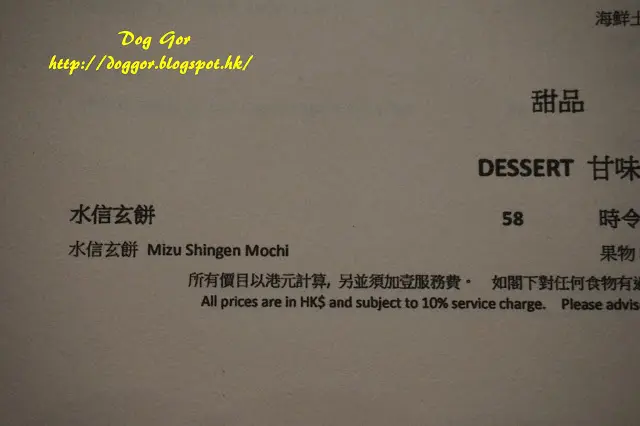 Dog Gor
http://doggor.blogspot.hk/
海鮮土
甜品
DESSERT 甘味
水信玄餅 58 時令
水信玄餅 Mizu Shingen Mochi 果物
所有價目以港元計算, 另並須加壹服務費。 如閣下對任何食物有過
All prices are in HK$ and subject to 10% service charge. Please advis